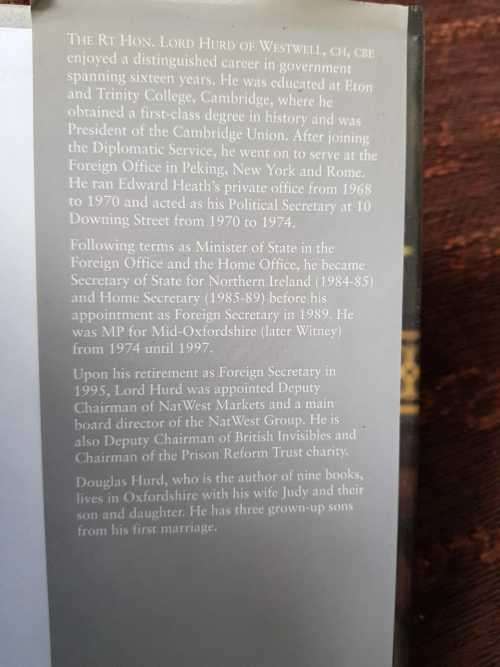 THE RT HON. LORD HURD OF WESTWELL, CH, CBE
enjoyed a distinguished career in government
spanning sixteen years. He was educated at Eton
and Trinity College, Cambridge, where he
obtained a first-class degree in history and was
President of the Cambridge Union. After joining
the Diplomatic Service, he went on to serve at the
Foreign Office in Peking, New York and Rome.
He ran Edward Heath's private office from 1968
to 1970 and acted as his Political Secretary at 10
Downing Street from 1970 to 1974.
Following terms as Minister of State in the
Foreign Office and the Home Office, he became
Secretary of State for Northern Ireland (1984-85)
and Home Secretary (1985-89) before his
appointment as Foreign Secretary in 1989. He
was MP for Mid-Oxfordshire (later Witney)
from 1974 until 1997.
Upon his retirement as Foreign Secretary in
1995, Lord Hurd was appointed Deputy
Chairman of NatWest Markets and a main
board director of the NatWest Group. He is
also Deputy Chairman of British Invisibles and
Chairman of the Prison Reform Trust charity.
Douglas Hurd, who is the author of nine books,
lives in Oxfordshire with his wife Judy and their
son and daughter. He has three grown-up sons
from his first marriage.